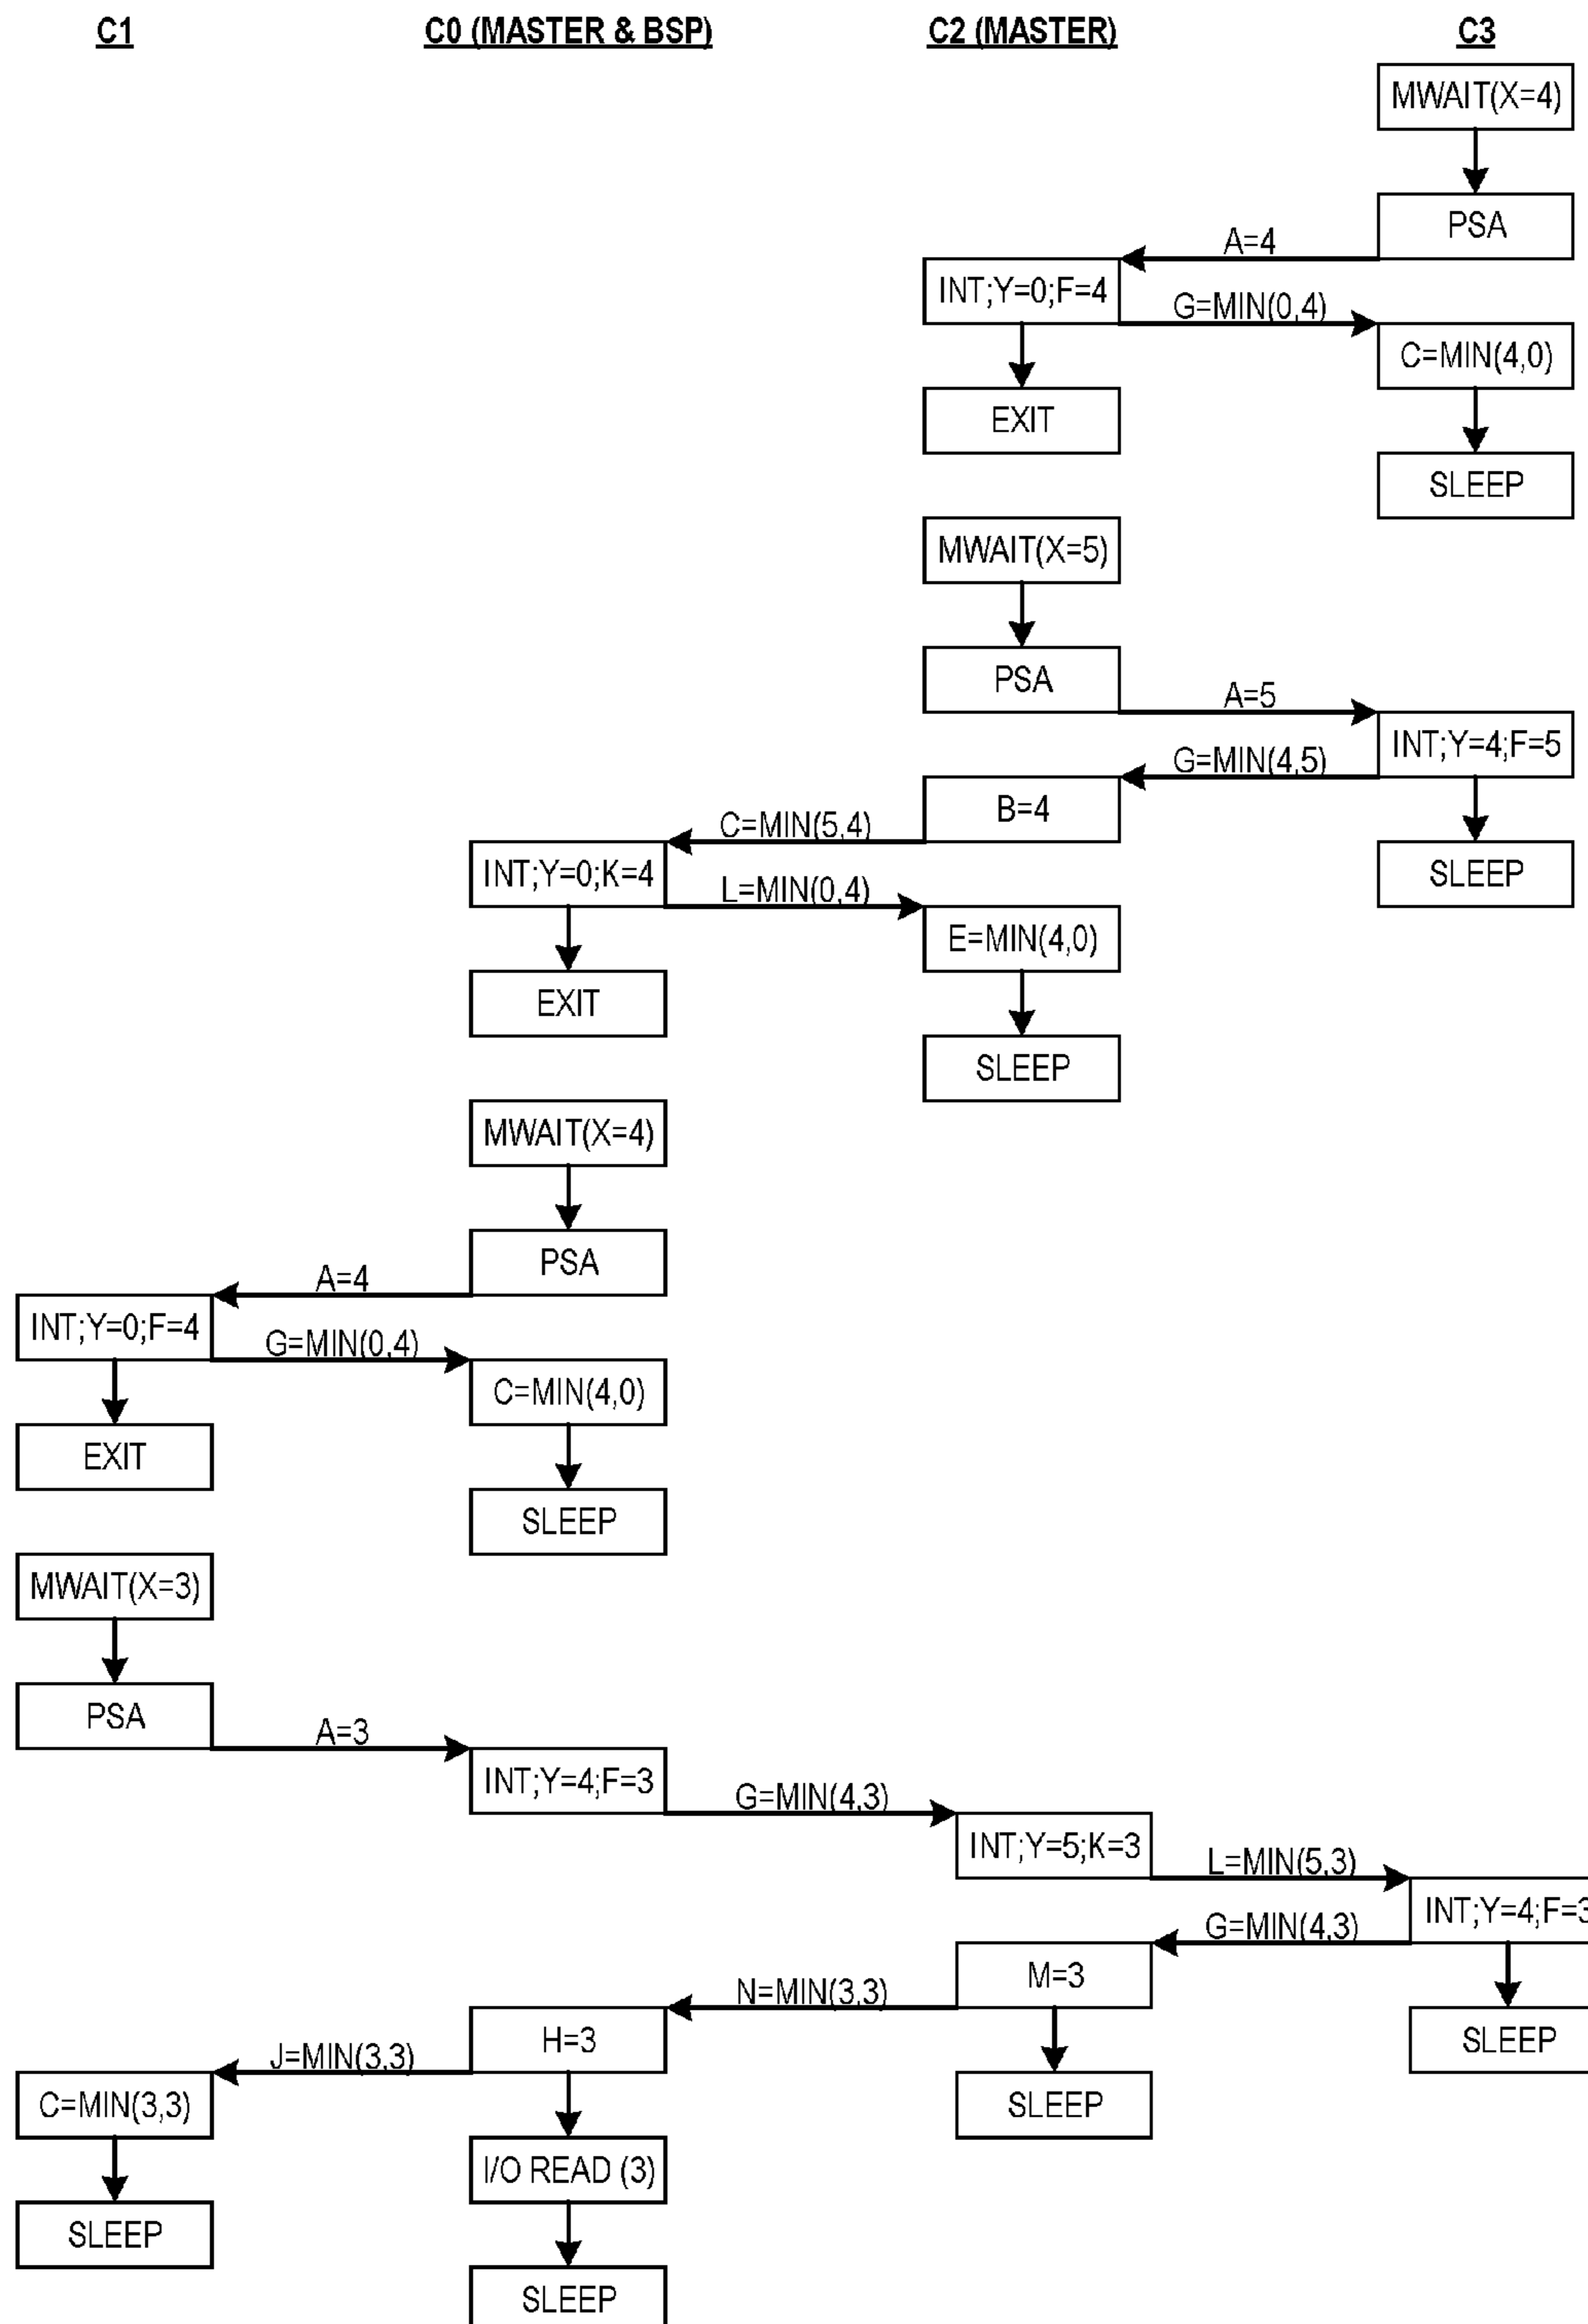 C1
C0 (MASTER & BSP)
C2 (MASTER)
C3
MWAIT(X=4)
PSA
A=4
INT;Y=0;F=4
G=MIN(0,4)
C=MIN(4,0)
EXIT
SLEEP
MWAIT(X=5)
PSA
A=5
INT;Y=4;F=5
G=MIN(4,5)
B=4
C=MIN(5,4)
INT;Y=0;K=4
SLEEP
L=MIN(0,4)
E=MIN(4,0)
EXIT
SLEEP
MWAIT(X=4)
PSA
A=4
INT;Y=0;F=4
G=MIN(0,4)
C=MIN(4,0)
EXIT
SLEEP
MWAIT(X=3)
PSA
A=3
INT;Y=4;F=3
G=MIN(4,3)
INT;Y=5;K=3
L=MIN(5,3)
INT;Y=4;F=3
G=MIN(4,3)
M=3
N=MIN(3,3)
H=3
SLEEP
J=MIN(3,3)
C=MIN(3,3)
SLEEP
I/O READ (3)
SLEEP
SLEEP